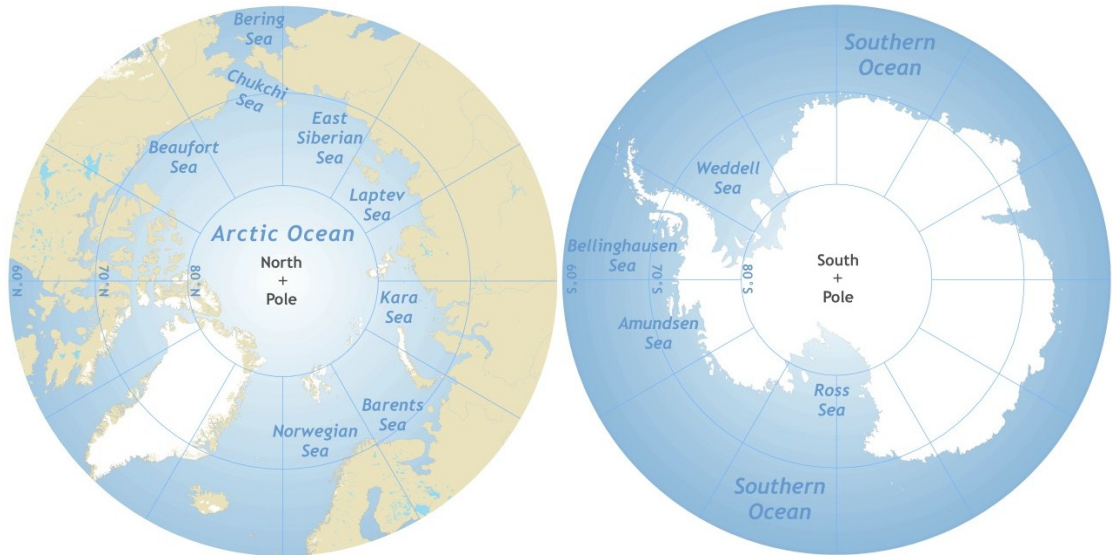 Bering
Sea
Chukchi
Sea
East
Siberian
Sea
Beaufort
Sea
Laptev
Sea
Arctic Ocean
North
+
Pole
60°N
70°N
80°N
Kara
Sea
Barents
Sea
Norwegian
Sea
Southern
Ocean
Weddell
Sea
Bellinghausen
Sea
South
+
Pole
60°S
70°S
80°S
Amundsen
Sea
Ross
Sea
Southern
Ocean